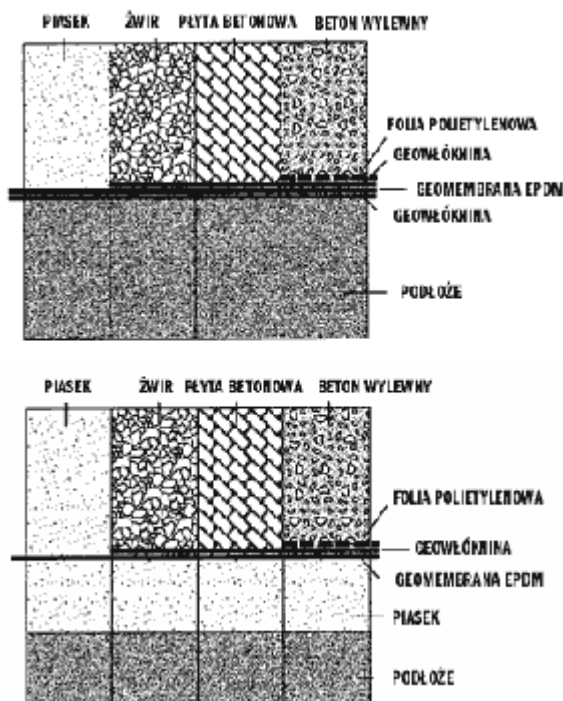 PIASEK ŻWIR PŁYTA BETONOWA BETON WYLEWNY
FOLIA POLIETYLENOWA
GEOWŁÓKNINA
GEOMEMBRANA EPDM
GEOWŁÓKNINA
PODŁOŻE
PIASEK ŻWIR PŁYTA BETONOWA BETON WYLEWNY
FOLIA POLIETYLENOWA
GEOWŁÓKNINA
GEOMEMBRANA EPDM
PIASEK
PODŁOŻE